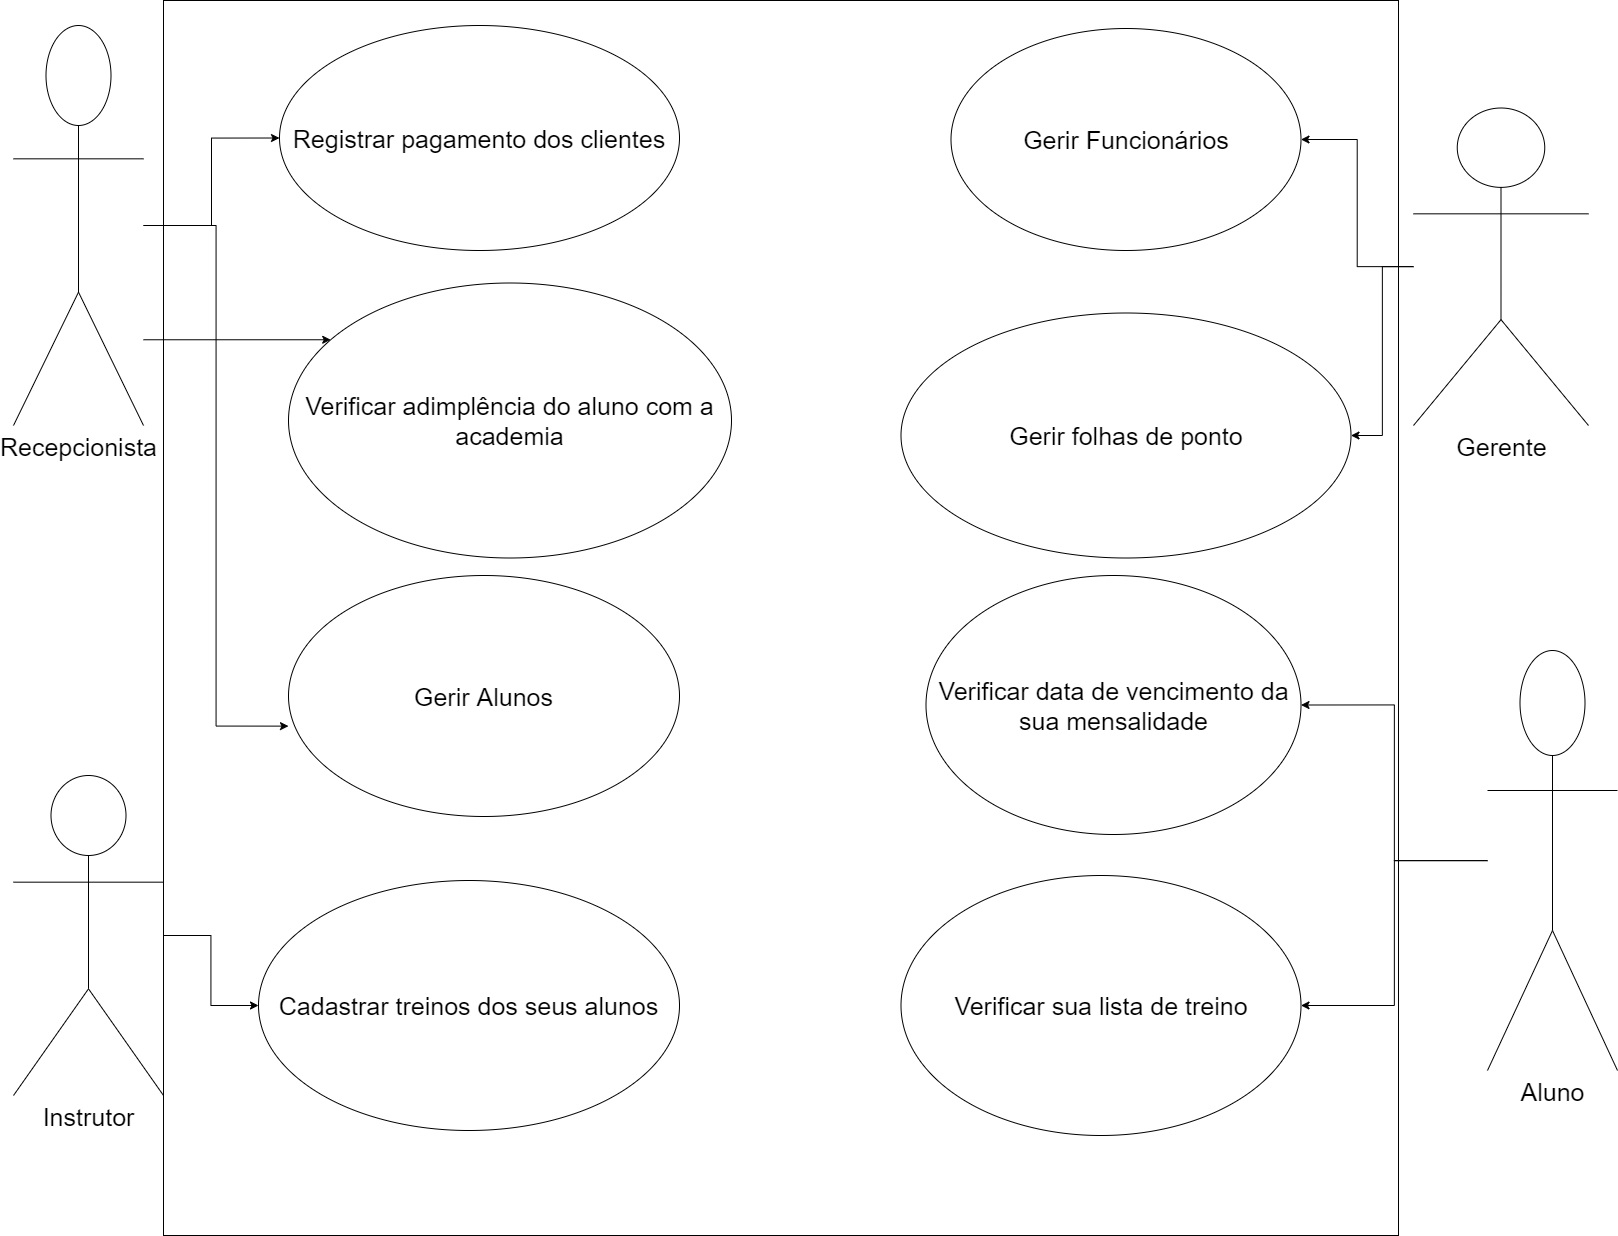 Registrar pagamento dos clientes
Gerir Funcionários
Verificar adimplência do aluno com a
academia
Gerir folhas de ponto
Recepcionista
Gerente
Gerir Alunos
Verificar data de vencimento da
sua mensalidade
Cadastrar treinos dos seus alunos
Verificar sua lista de treino
Instrutor
Aluno